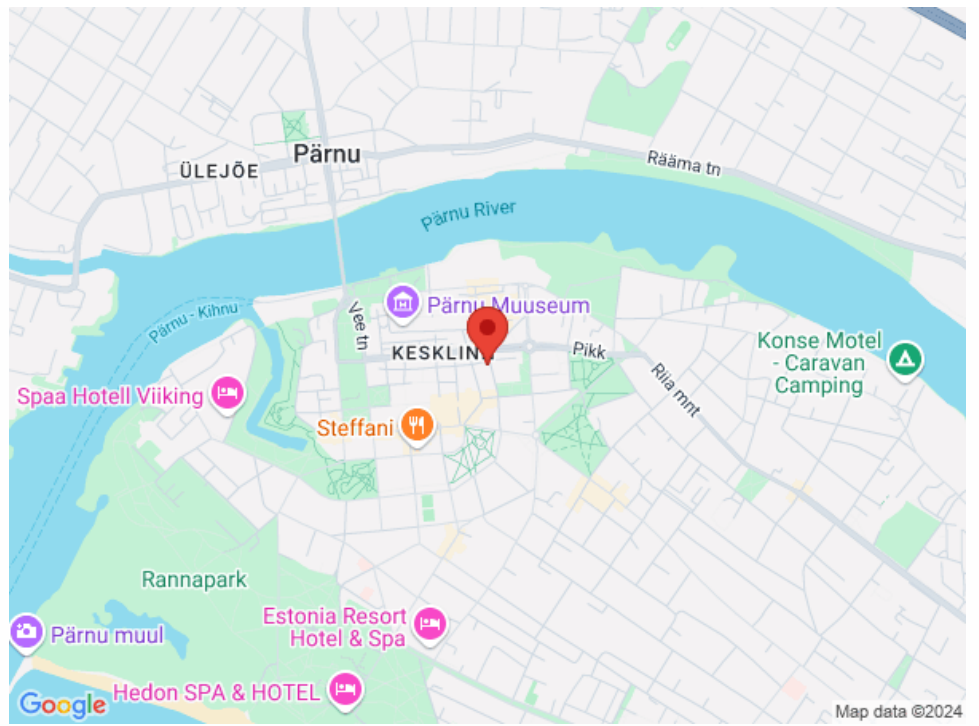 Rääma tn
Pärnu
ÜLEJÕE
Pärnu River
Pärnu Muuseum
Pärnu - Kihnu
Vee tn
KESKLINN
Pikk
Konse Motel
- Caravan
Camping
Riia mnt
Spaa Hotell Viiking
Steffani
Rannapark
Estonia Resort
Hotel & Spa
Pärnu muul
Hedon SPA & HOTEL
Google
Map data ©2024